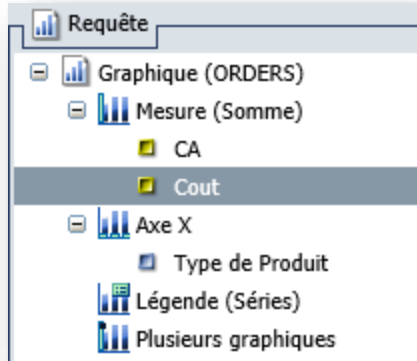 Requête
Graphique (ORDERS)
Mesure (Somme)
CA
Cout
Axe X
Type de Produit
Légende (Séries)
Plusieurs graphiques